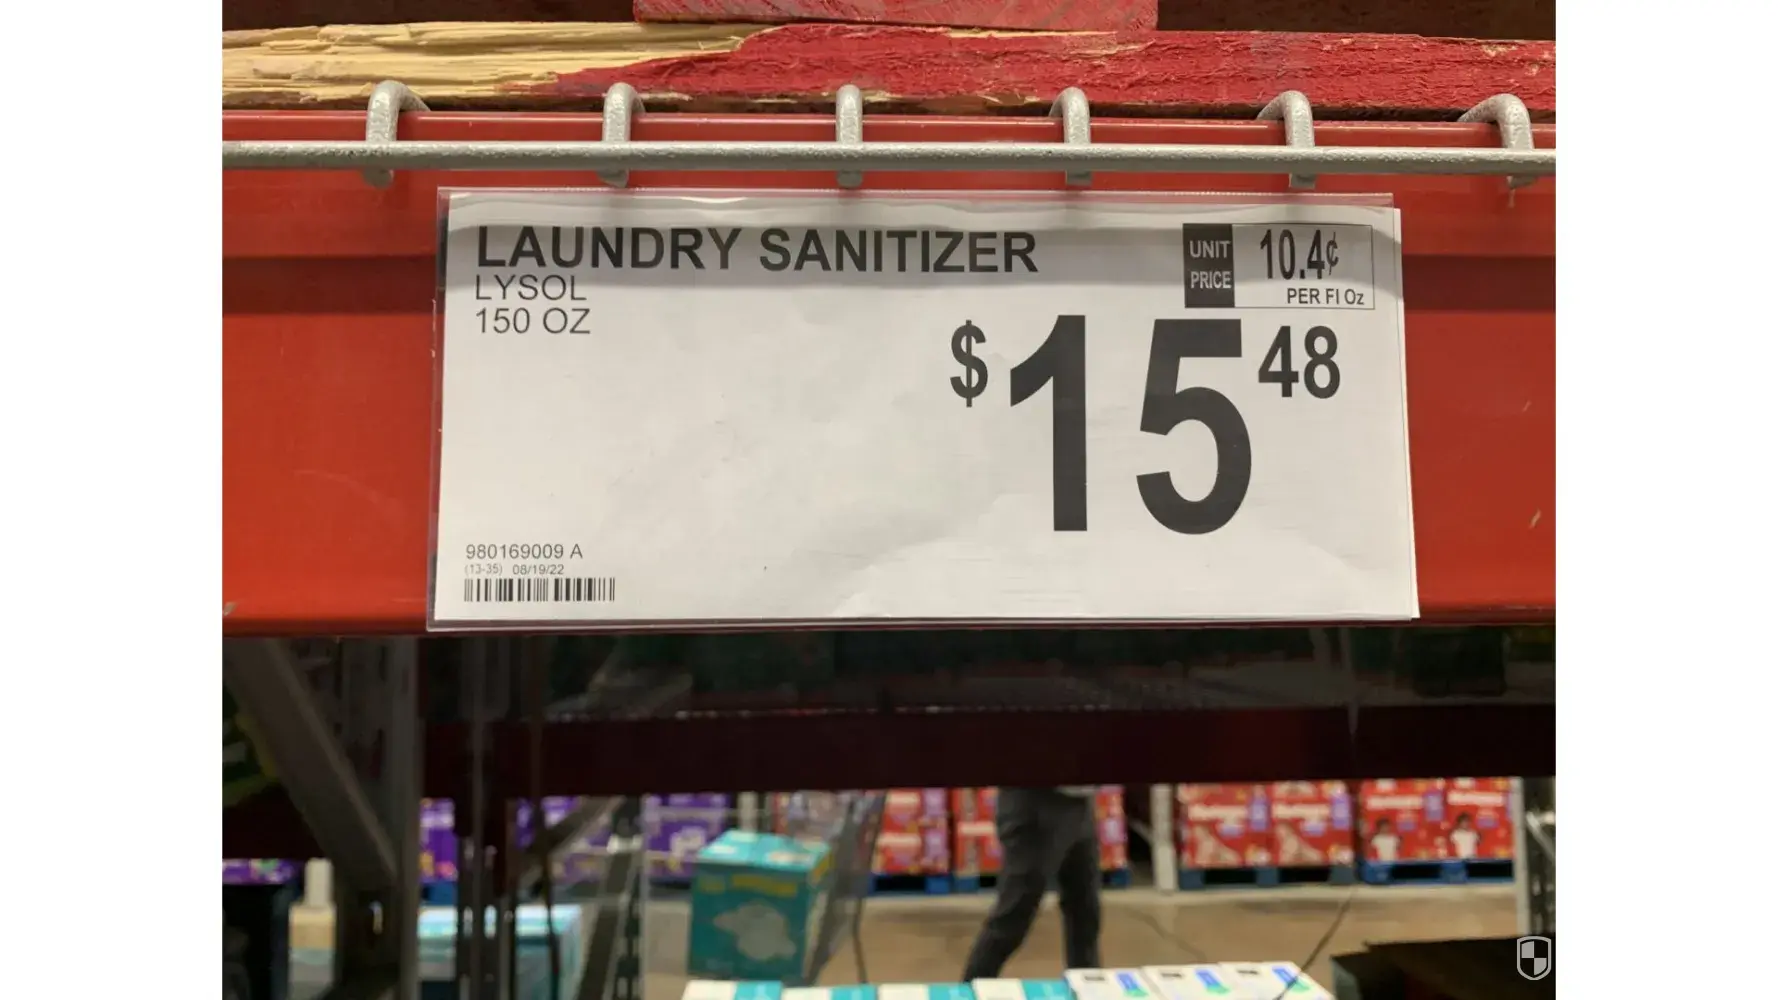 LAUNDRY SANITIZER
LYSOL
150 OZ
UNIT
PRICE
10.4¢
PER Fl Oz
$15 48
980169009 A
(13-35) 08/19/22